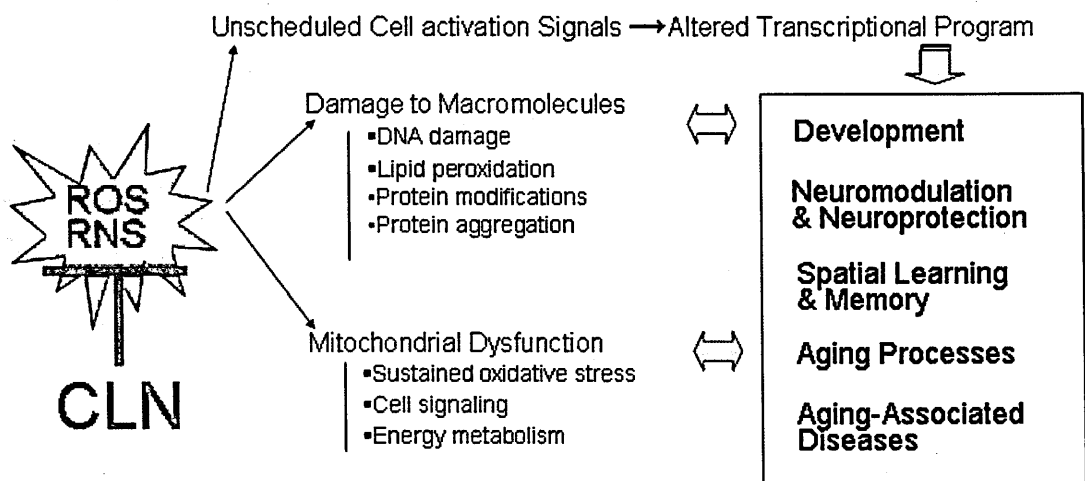 Unscheduled Cell activation Signals → Altered Transcriptional Program
Damage to Macromolecules
▪DNA damage
▪Lipid peroxidation
▪Protein modifications
▪Protein aggregation
ROS
RNS
CLN
Mitochondrial Dysfunction
▪Sustained oxidative stress
▪Cell signaling
▪Energy metabolism
Development
Neuromodulation
& Neuroprotection
Spatial Learning
& Memory
Aging Processes
Aging-Associated
Diseases